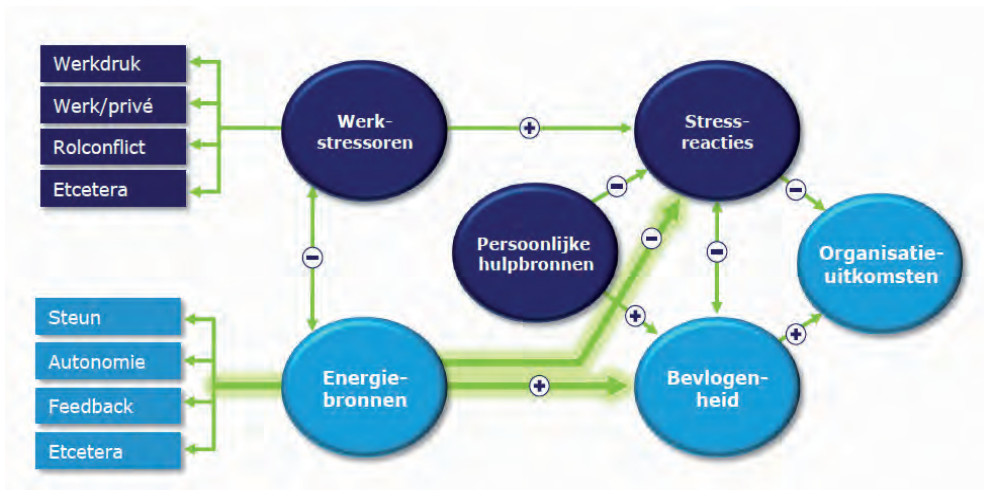 Werkdruk
Werk/privé
Rolconflict
Etcetera
Werk-
stressoren
+
Stress-
reacties
−
Persoonlijke
hulpbronnen
−
−
−
−
Organisatie-
uitkomsten
+
+
Steun
Autonomie
Feedback
Etcetera
Energie-
bronnen
+
Bevlogen-
heid